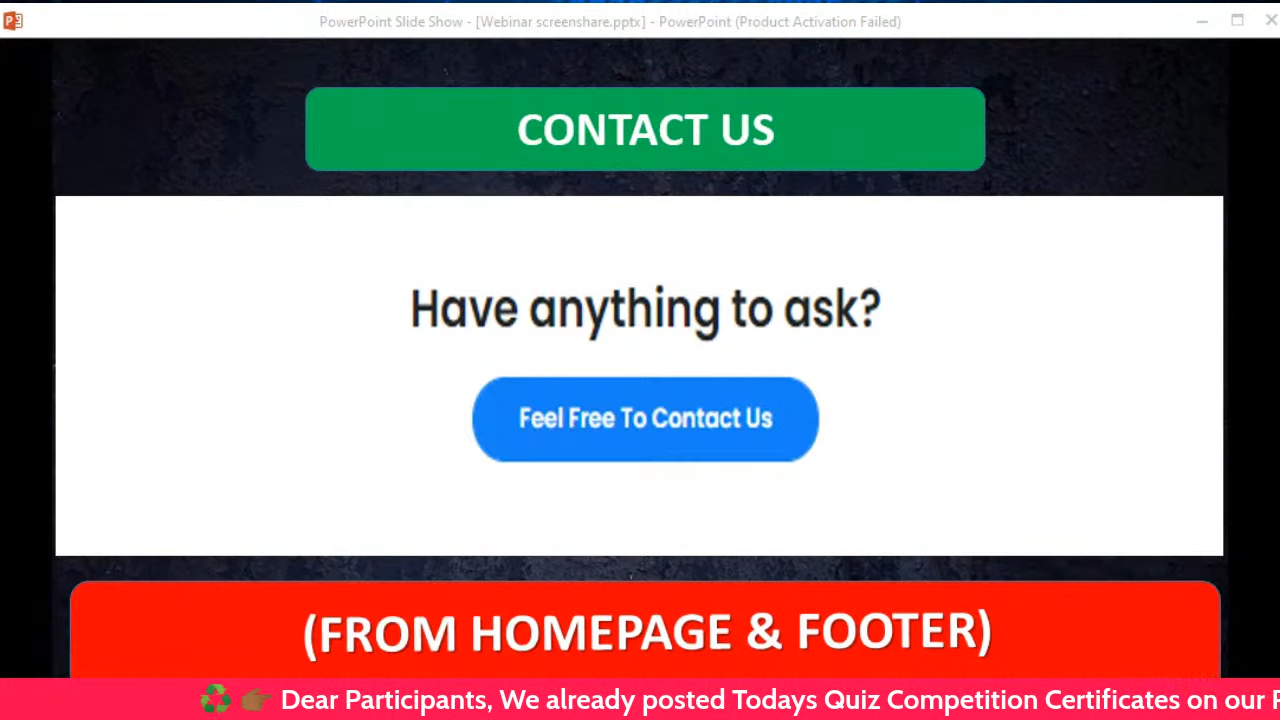 PowerPoint Slide Show - [Webinar screenshare.pptx] - PowerPoint (Product Activation Failed)
CONTACT US
Have anything to ask?
Feel Free To Contact Us
(FROM HOMEPAGE & FOOTER)
Dear Participants, We already posted Todays Quiz Competition Certificates on our